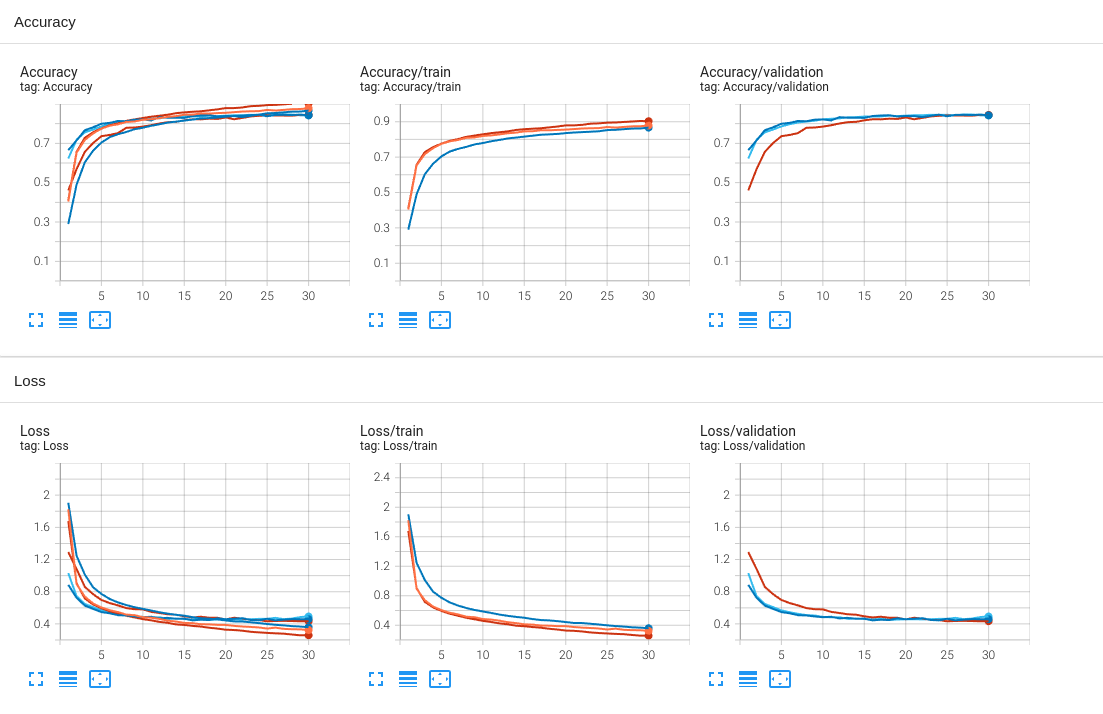 Accuracy
Accuracy
tag: Accuracy
0.7
0.5
0.3
0.1
5 10 15 20 25 30
Accuracy/train
tag: Accuracy/train
0.9
0.7
0.5
0.3
0.1
5 10 15 20 25 30
Accuracy/validation
tag: Accuracy/validation
0.7
0.5
0.3
0.1
5 10 15 20 25 30
Loss
Loss
tag: Loss
2
1.6
1.2
0.8
0.4
5 10 15 20 25 30
Loss/train
tag: Loss/train
2.4
2
1.6
1.2
0.8
0.4
5 10 15 20 25 30
Loss/validation
tag: Loss/validation
2
1.6
1.2
0.8
0.4
5 10 15 20 25 30